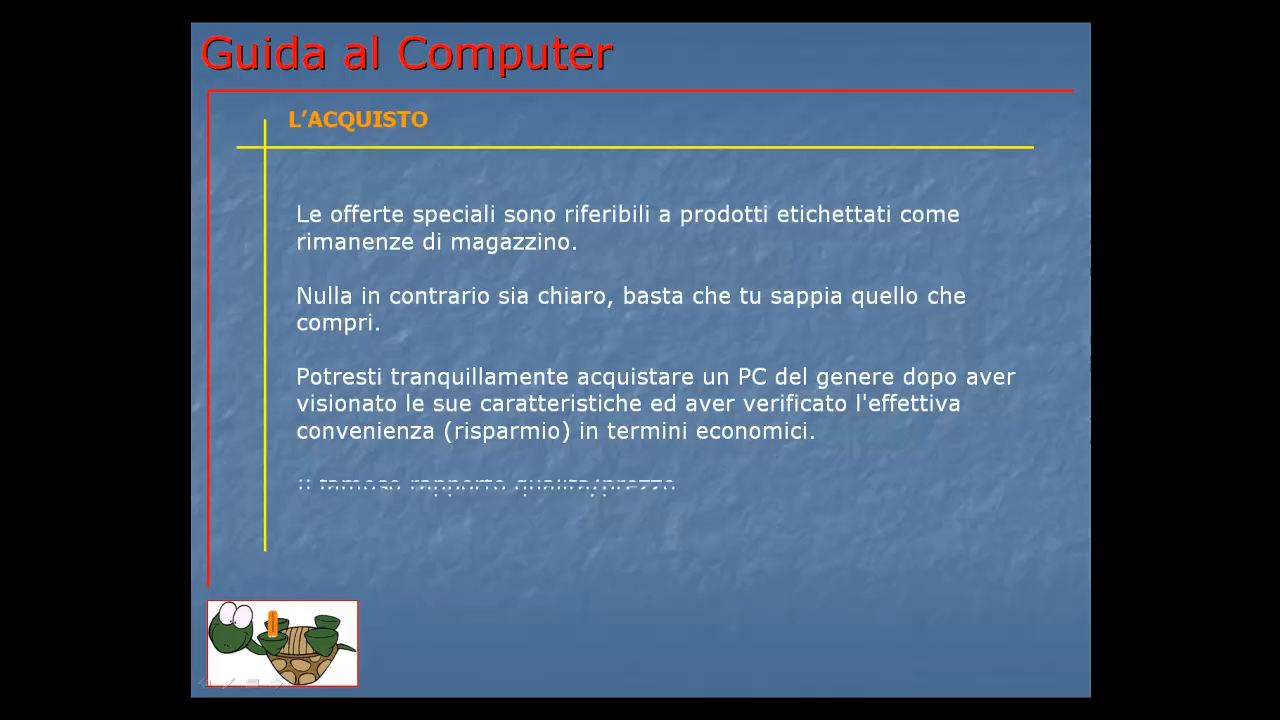 Guida al Computer
L’ACQUISTO
Le offerte speciali sono riferibili a prodotti etichettati come
rimanenze di magazzino.
Nulla in contrario sia chiaro, basta che tu sappia quello che
compri.
Potresti tranquillamente acquistare un PC del genere dopo aver
visionato le sue caratteristiche ed aver verificato l'effettiva
convenienza (risparmio) in termini economici.
famoso rapporto qualita/prezzo